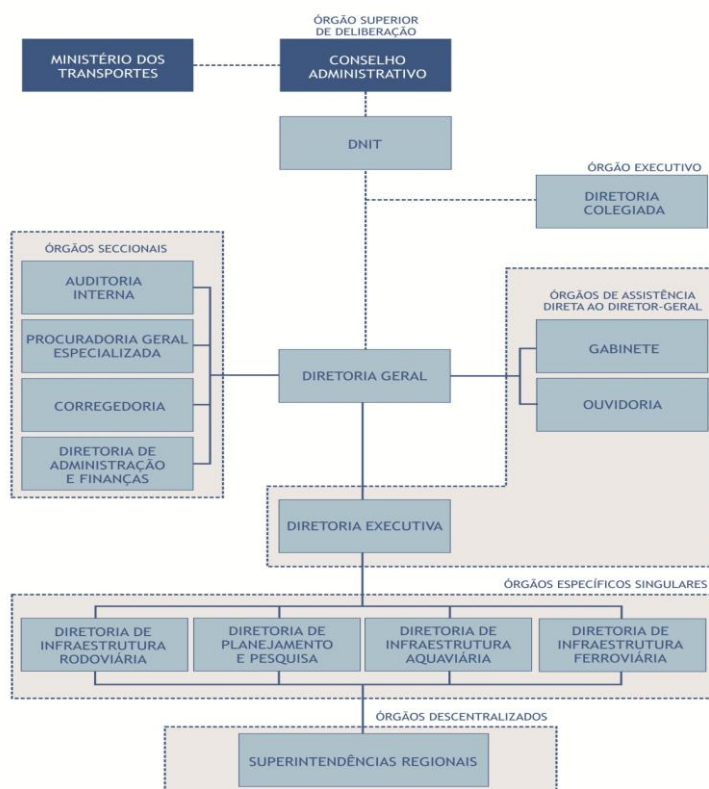 ÓRGÃO SUPERIOR
DE DELIBERAÇÃO
MINISTÉRIO DOS
TRANSPORTES
CONSELHO
ADMINISTRATIVO
DNIT
ÓRGÃO EXECUTIVO
DIRETORIA
COLEGIADA
ÓRGÃOS SECCIONAIS
AUDITORIA
INTERNA
PROCURADORIA GERAL
ESPECIALIZADA
CORREGEDORIA
DIRETORIA DE
ADMINISTRAÇÃO
E FINANÇAS
DIRETORIA GERAL
ÓRGÃOS DE ASSISTÊNCIA
DIRETA AO DIRETOR-GERAL
GABINETE
OUVIDORIA
DIRETORIA EXECUTIVA
ÓRGÃOS ESPECÍFICOS SINGULARES
DIRETORIA DE
INFRAESTRUTURA
RODOVIÁRIA
DIRETORIA DE
PLANEJAMENTO
E PESQUISA
DIRETORIA DE
INFRAESTRUTURA
AQUAVIÁRIA
DIRETORIA DE
INFRAESTRUTURA
FERROVIÁRIA
ÓRGÃOS DESCENTRALIZADOS
SUPERINTENDÊNCIAS REGIONAIS